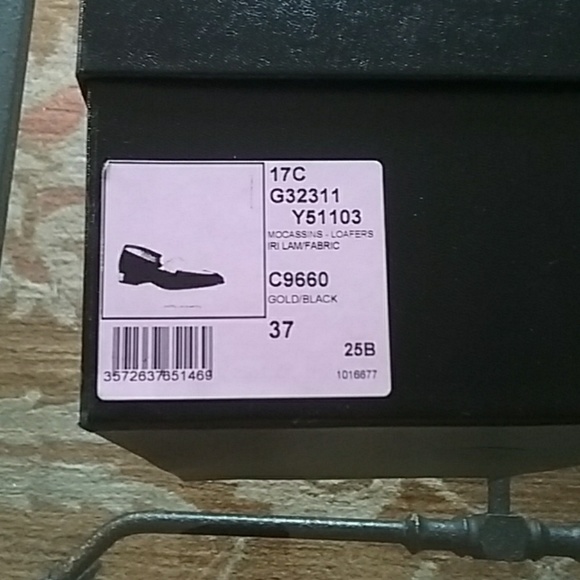 17C
G32311
Y51103
MOCASSINS - LOAFERS
IRI LAM/FABRIC
C9660
GOLD/BLACK
37
25B
3572637651469
1016677